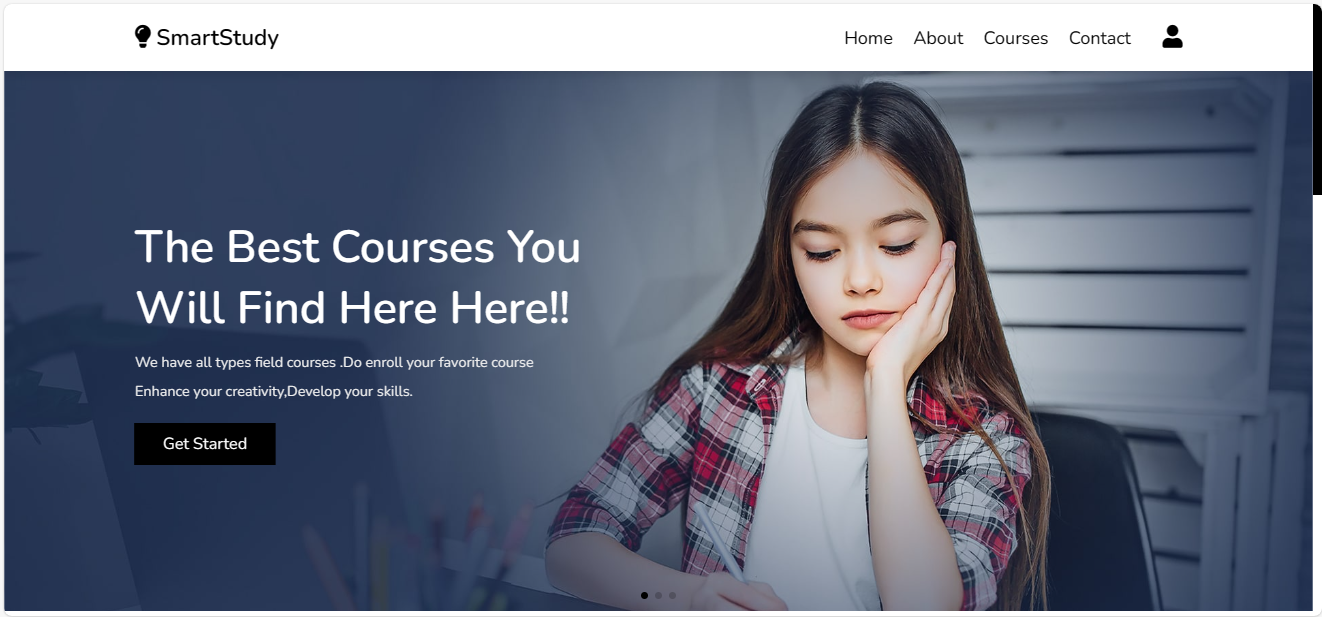 SmartStudy
Home About Courses Contact
The Best Courses You
Will Find Here Here!!
We have all types field courses .Do enroll your favorite course
Enhance your creativity,Develop your skills.
Get Started